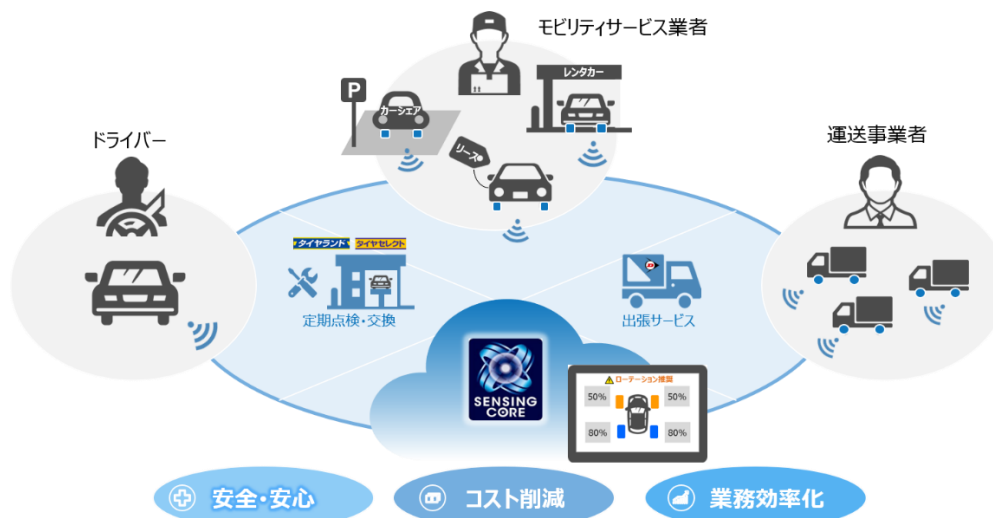 モビリティサービス業者
レンタカー
P
カーシェア
リース
ドライバー
運送事業者
タイヤランド タイヤセレクト
定期点検・交換
出張サービス
SENSING
CORE
ローテーション推奨
50% 50%
80% 80%
安全・安心
コスト削減
業務効率化